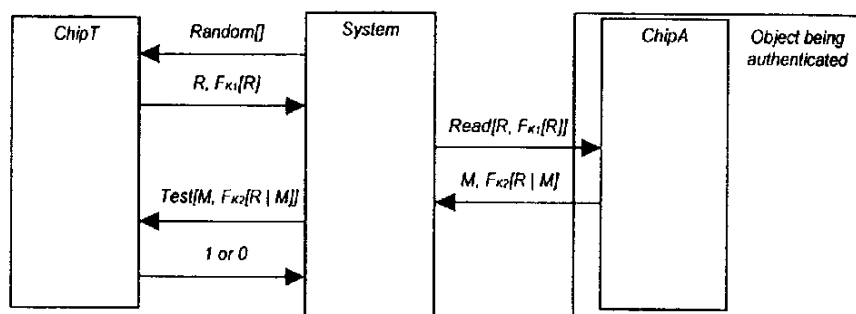 ChipT
System
ChipA
Object being
authenticated
Random[]
R, FK1[R]
Read[R, FK1[R]]
M, FK2[R | M]
Test[M, FK2[R | M]]
1 or 0